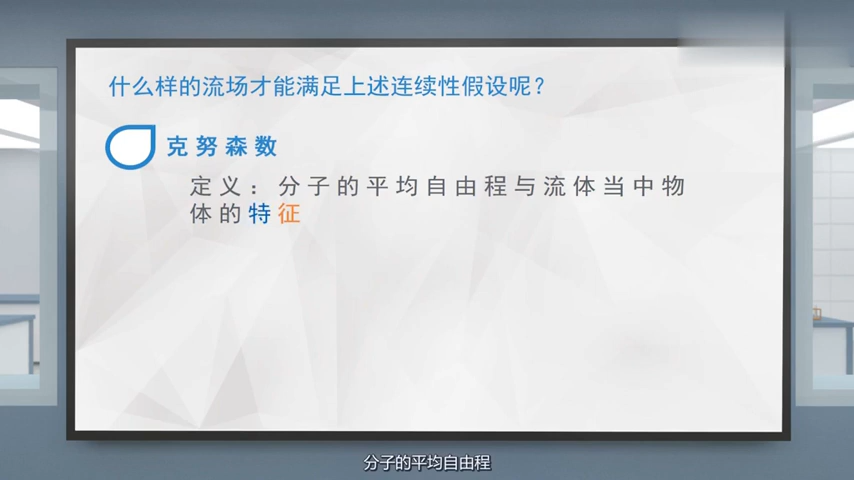 什么样的流场才能满足上述连续性假设呢？
克努森数
定义：分子的平均自由程与流体当中物
体的特征
分子的平均自由程